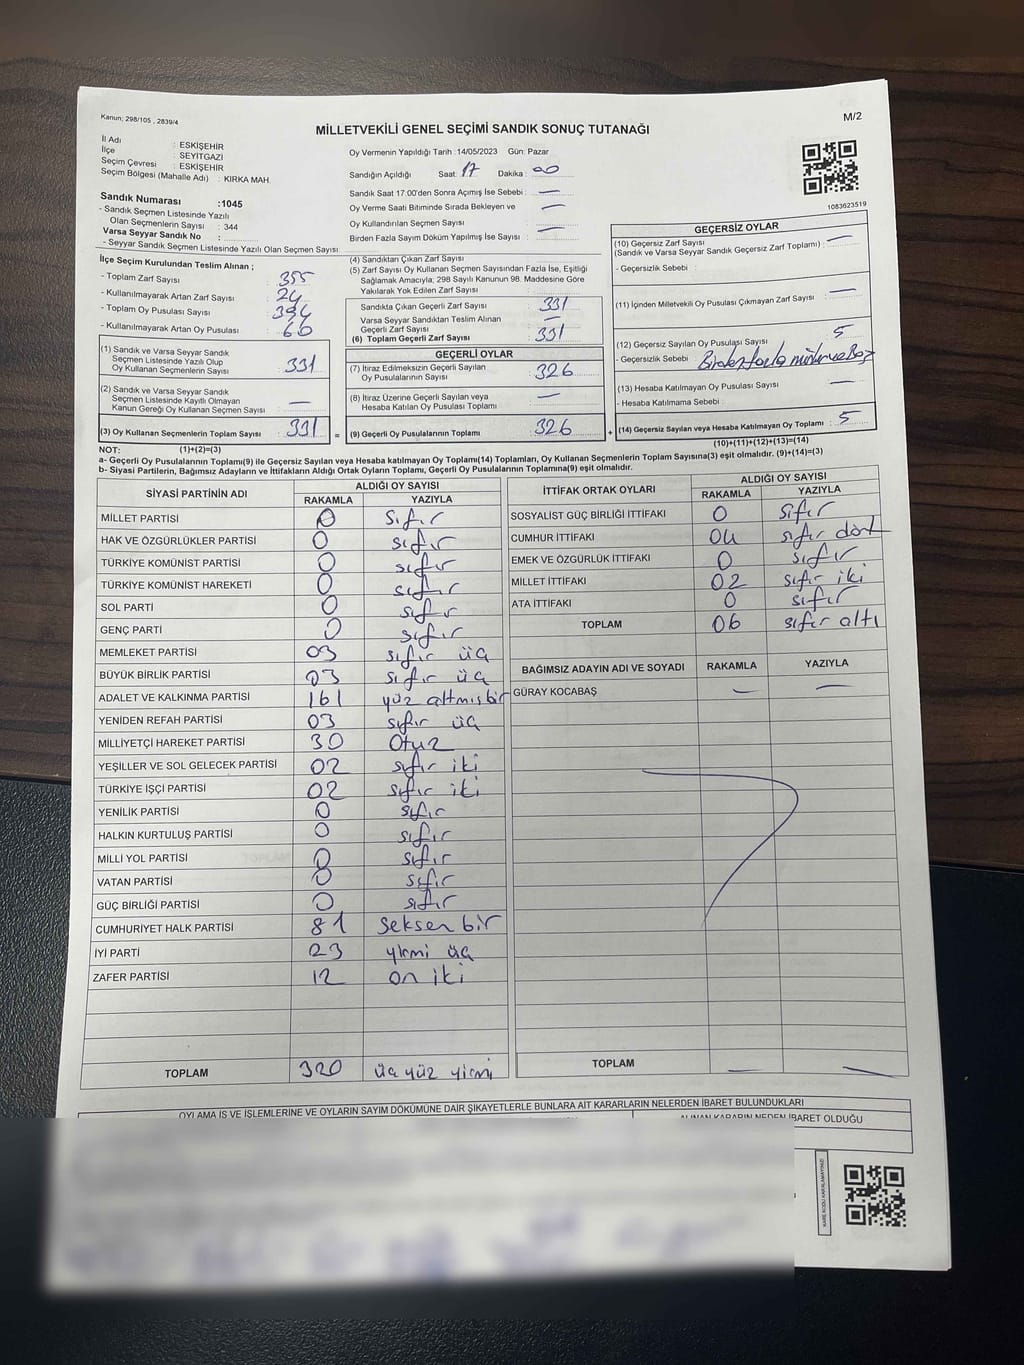 Kanun; 298/105 , 2839/4
M/2
MİLLETVEKİLİ GENEL SEÇİMİ SANDIK SONUÇ TUTANAĞI
İl Adı : ESKİŞEHİR
İlçe : SEYİTGAZİ
Seçim Çevresi : ESKİŞEHİR
Seçim Bölgesi (Mahalle Adı) : KIRKA MAH.
Sandık Numarası :1045
- Sandık Seçmen Listesinde Yazılı
Olan Seçmenlerin Sayısı : 344
Varsa Seyyar Sandık No :
- Seyyar Sandık Seçmen Listesinde Yazılı Olan Seçmen Sayısı
Oy Vermenin Yapıldığı Tarih :14/05/2023 Gün: Pazar
Sandığın Açıldığı Saat: 17 Dakika : 00
Sandık Saat 17.00'den Sonra Açımış İse Sebebi : —
Oy Verme Saati Bitiminde Sırada Bekleyen ve —
Oy Kullandırılan Seçmen Sayısı
Birden Fazla Sayım Döküm Yapılmış İse Sayısı : —
1083623519
İlçe Seçim Kurulundan Teslim Alınan ;
- Toplam Zarf Sayısı : 355
- Kullanılmayarak Artan Zarf Sayısı : 24
- Toplam Oy Pusulası Sayısı : 394
- Kullanılmayarak Artan Oy Pusulası : 60
(1) Sandık ve Varsa Seyyar Sandık
Seçmen Listesinde Yazılı Olup
Oy Kullanan Seçmenlerin Sayısı : 331
(2) Sandık ve Varsa Seyyar Sandık
Seçmen Listesinde Kayıtlı Olmayan
Kanun Gereği Oy Kullanan Seçmen Sayısı : —
(3) Oy Kullanan Seçmenlerin Toplam Sayısı : 331 =
(4) Sandıktan Çıkan Zarf Sayısı
(5) Zarf Sayısı Oy Kullanan Seçmen Sayısından Fazla İse, Eşitliği
Sağlamak Amacıyla; 298 Sayılı Kanunun 98. Maddesine Göre
Yakılarak Yok Edilen Zarf Sayısı :
Sandıkta Çıkan Geçerli Zarf Sayısı : 331
Varsa Seyyar Sandıktan Teslim Alınan
Geçerli Zarf Sayısı : —
(6) Toplam Geçerli Zarf Sayısı : 331
GEÇERLİ OYLAR
(7) İtiraz Edilmeksizin Geçerli Sayılan
Oy Pusulalarının Sayısı : 326
(8) İtiraz Üzerine Geçerli Sayılan veya
Hesaba Katılan Oy Pusulası Toplamı : —
(9) Geçerli Oy Pusulalarının Toplamı : 326 +
GEÇERSİZ OYLAR
(10) Geçersiz Zarf Sayısı
(Sandık ve Varsa Seyyar Sandık Geçersiz Zarf Toplamı) : —
- Geçersizlik Sebebi :
(11) İçinden Milletvekili Oy Pusulası Çıkmayan Zarf Sayısı : —
(12) Geçersiz Sayılan Oy Pusulası Sayısı : 5
- Geçersizlik Sebebi : Birden fazla mühür ve Boş
(13) Hesaba Katılmayan Oy Pusulası Sayısı : —
- Hesaba Katılmama Sebebi :
(14) Geçersiz Sayılan veya Hesaba Katılmayan Oy Toplamı : 5
NOT: (1)+(2)=(3)
(10)+(11)+(12)+(13)=(14)
a- Geçerli Oy Pusulalarının Toplamı(9) ile Geçersiz Sayılan veya Hesaba katılmayan Oy Toplamı(14) Toplamları, Oy Kullanan Seçmenlerin Toplam Sayısına(3) eşit olmalıdır. (9)+(14)=(3)
b- Siyasi Partilerin, Bağımsız Adayların ve İttifakların Aldığı Ortak Oyların Toplamı, Geçerli Oy Pusulalarının Toplamına(9) eşit olmalıdır.
SİYASİ PARTİNİN ADI ALDIĞI OY SAYISI
RAKAMLA YAZIYLA
MİLLET PARTİSİ 0 sıfır
HAK VE ÖZGÜRLÜKLER PARTİSİ 0 sıfır
TÜRKİYE KOMÜNİST PARTİSİ 0 sıfır
TÜRKİYE KOMÜNİST HAREKETİ 0 sıfır
SOL PARTİ 0 sıfır
GENÇ PARTİ 0 sıfır
MEMLEKET PARTİSİ 03 sıfır üç
BÜYÜK BİRLİK PARTİSİ 03 sıfır üç
ADALET VE KALKINMA PARTİSİ 161 yüz altmış bir
YENİDEN REFAH PARTİSİ 03 sıfır üç
MİLLİYETÇİ HAREKET PARTİSİ 30 Otuz
YEŞİLLER VE SOL GELECEK PARTİSİ 02 sıfır iki
TÜRKİYE İŞÇİ PARTİSİ 02 sıfır iki
YENİLİK PARTİSİ 0 sıfır
HALKIN KURTULUŞ PARTİSİ 0 sıfır
MİLLİ YOL PARTİSİ 0 sıfır
VATAN PARTİSİ 0 sıfır
GÜÇ BİRLİĞİ PARTİSİ 0 sıfır
CUMHURİYET HALK PARTİSİ 81 seksen bir
İYİ PARTİ 23 yirmi üç
ZAFER PARTİSİ 12 on iki
TOPLAM 320 üç yüz yirmi
İTTİFAK ORTAK OYLARI ALDIĞI OY SAYISI
RAKAMLA YAZIYLA
SOSYALİST GÜÇ BİRLİĞİ İTTİFAKI 0 sıfır
CUMHUR İTTİFAKI 04 sıfır dört
EMEK VE ÖZGÜRLÜK İTTİFAKI 0 sıfır
MİLLET İTTİFAKI 02 sıfır iki
ATA İTTİFAKI 0 sıfır
TOPLAM 06 sıfır altı
BAĞIMSIZ ADAYIN ADI VE SOYADI RAKAMLA YAZIYLA
GÜRAY KOCABAŞ — —
TOPLAM — —
OYLAMA İŞ VE İŞLEMLERİNE VE OYLARIN SAYIM DÖKÜMÜNE DAİR ŞİKAYETLERLE BUNLARA AİT KARARLARIN NELERDEN İBARET BULUNDUKLARI
ALINAN KARARIN NEDEN İBARET OLDUĞU
KARE KODU KARALAMAYINIZ!